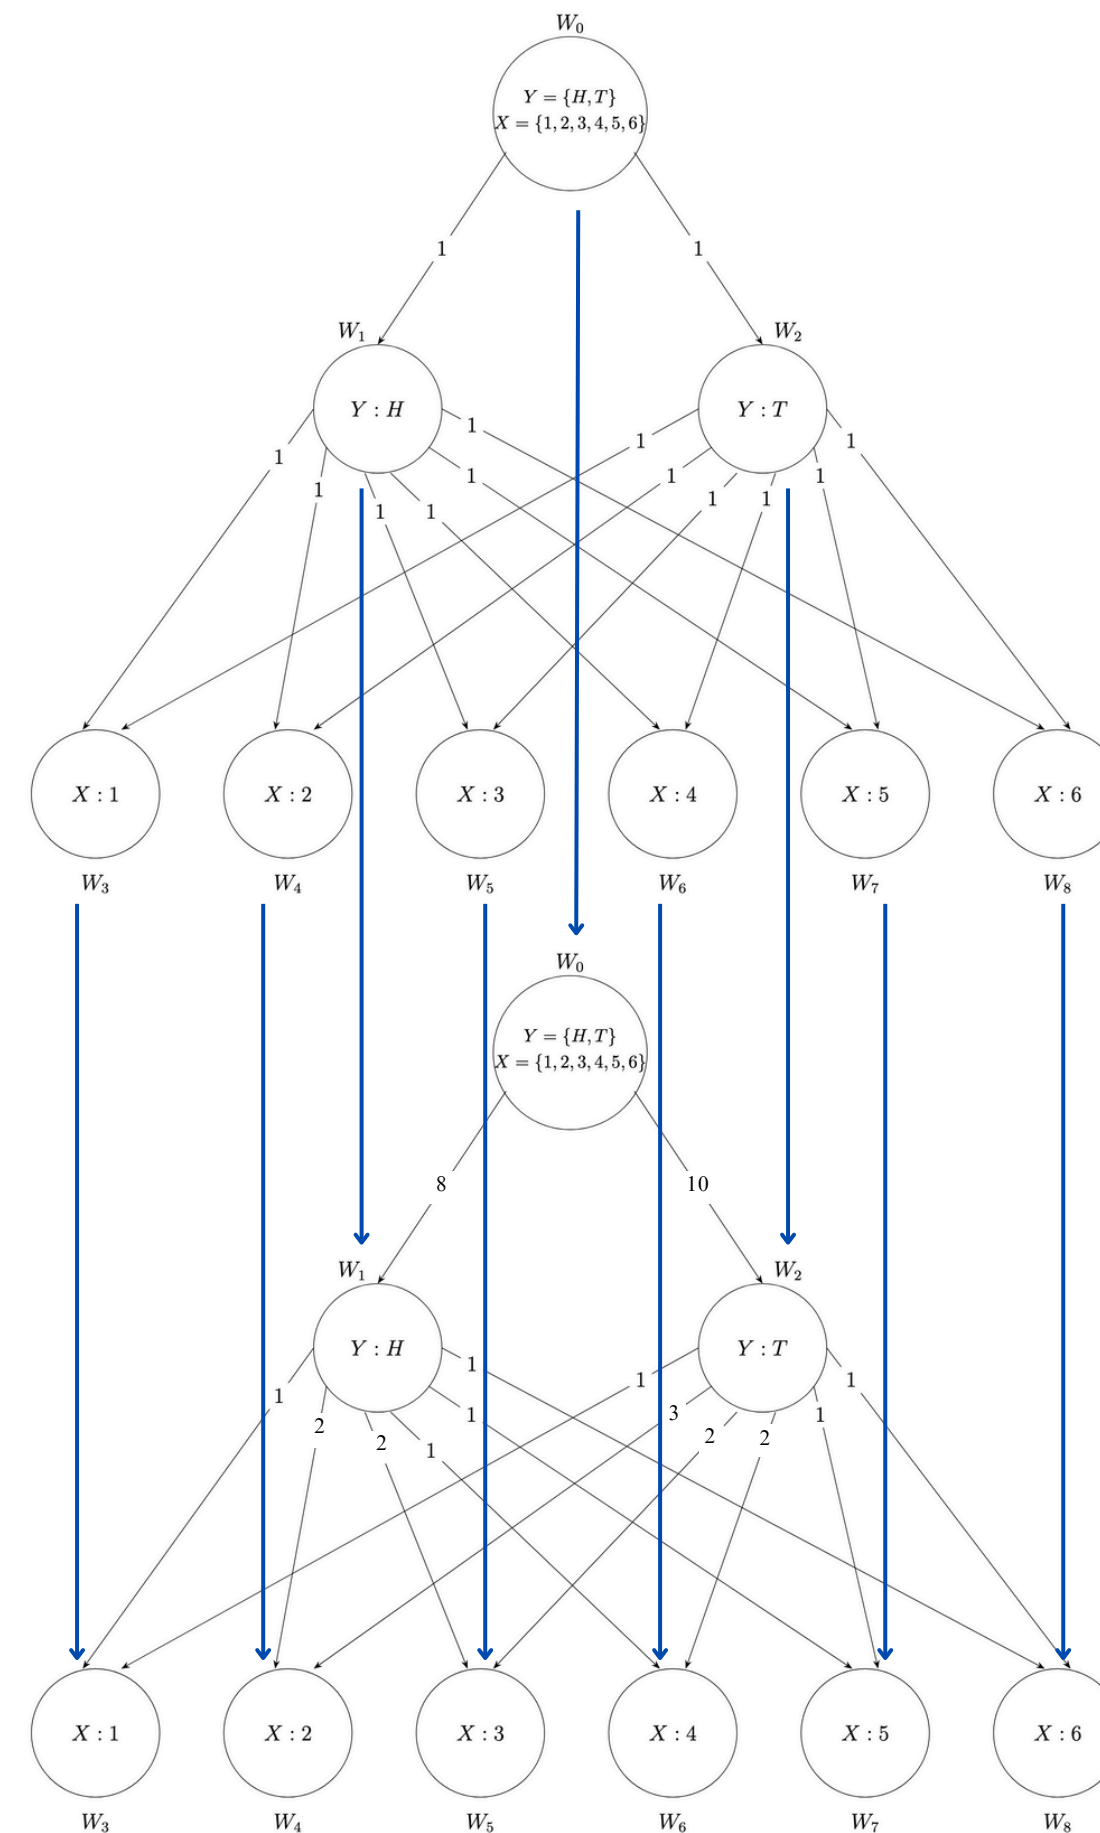 W₀
Y = {H, T}
X = {1, 2, 3, 4, 5, 6}
1 1
W₁ W₂
Y : H Y : T
1 1 1 1 1 1 1 1 1 1 1 1
X : 1 X : 2 X : 3 X : 4 X : 5 X : 6
W₃ W₄ W₅ W₆ W₇ W₈
W₀
Y = {H, T}
X = {1, 2, 3, 4, 5, 6}
8 10
W₁ W₂
Y : H Y : T
1 2 2 1 1 1 1 3 2 2 1 1
X : 1 X : 2 X : 3 X : 4 X : 5 X : 6
W₃ W₄ W₅ W₆ W₇ W₈